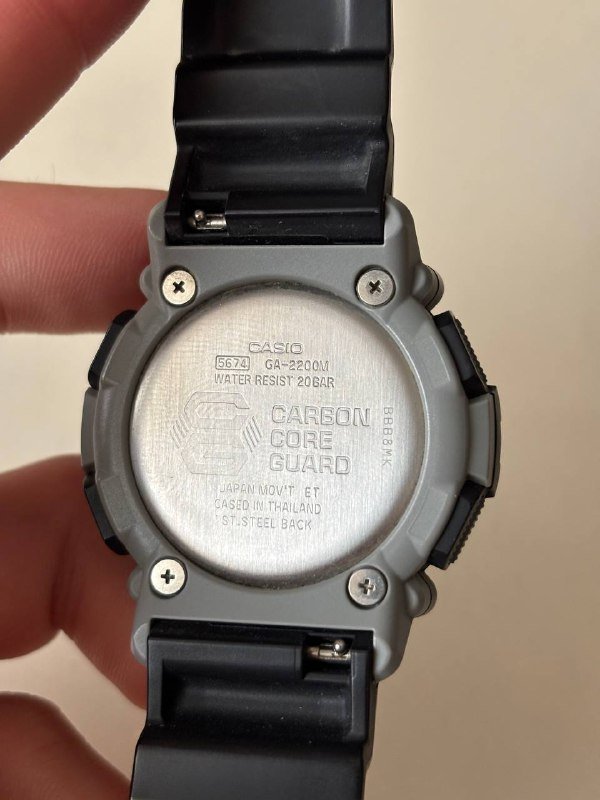 CASIO
5674 GA-2200M
WATER RESIST 20BAR
CARBON
CORE
GUARD
JAPAN MOV'T ET
CASED IN THAILAND
ST.STEEL BACK